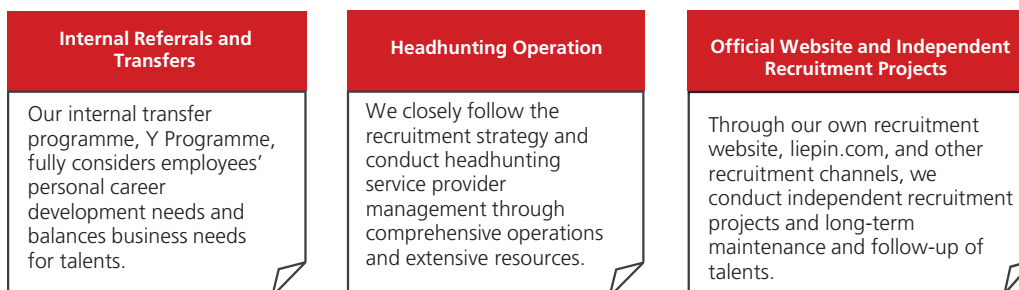 Internal Referrals and
Transfers
Our internal transfer
programme, Y Programme,
fully considers employees’
personal career
development needs and
balances business needs
for talents.
Headhunting Operation
We closely follow the
recruitment strategy and
conduct headhunting
service provider
management through
comprehensive operations
and extensive resources.
Official Website and Independent
Recruitment Projects
Through our own recruitment
website, liepin.com, and other
recruitment channels, we
conduct independent recruitment
projects and long-term
maintenance and follow-up of
talents.